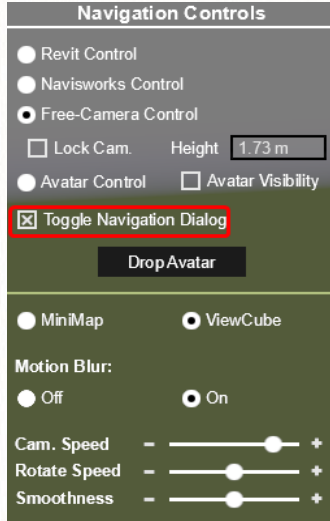 Navigation Controls
Revit Control
Navisworks Control
Free-Camera Control
Lock Cam. Height 1.73 m
Avatar Control Avatar Visibility
Toggle Navigation Dialog
Drop Avatar
MiniMap ViewCube
Motion Blur:
Off On
Cam. Speed - +
Rotate Speed - +
Smoothness - +